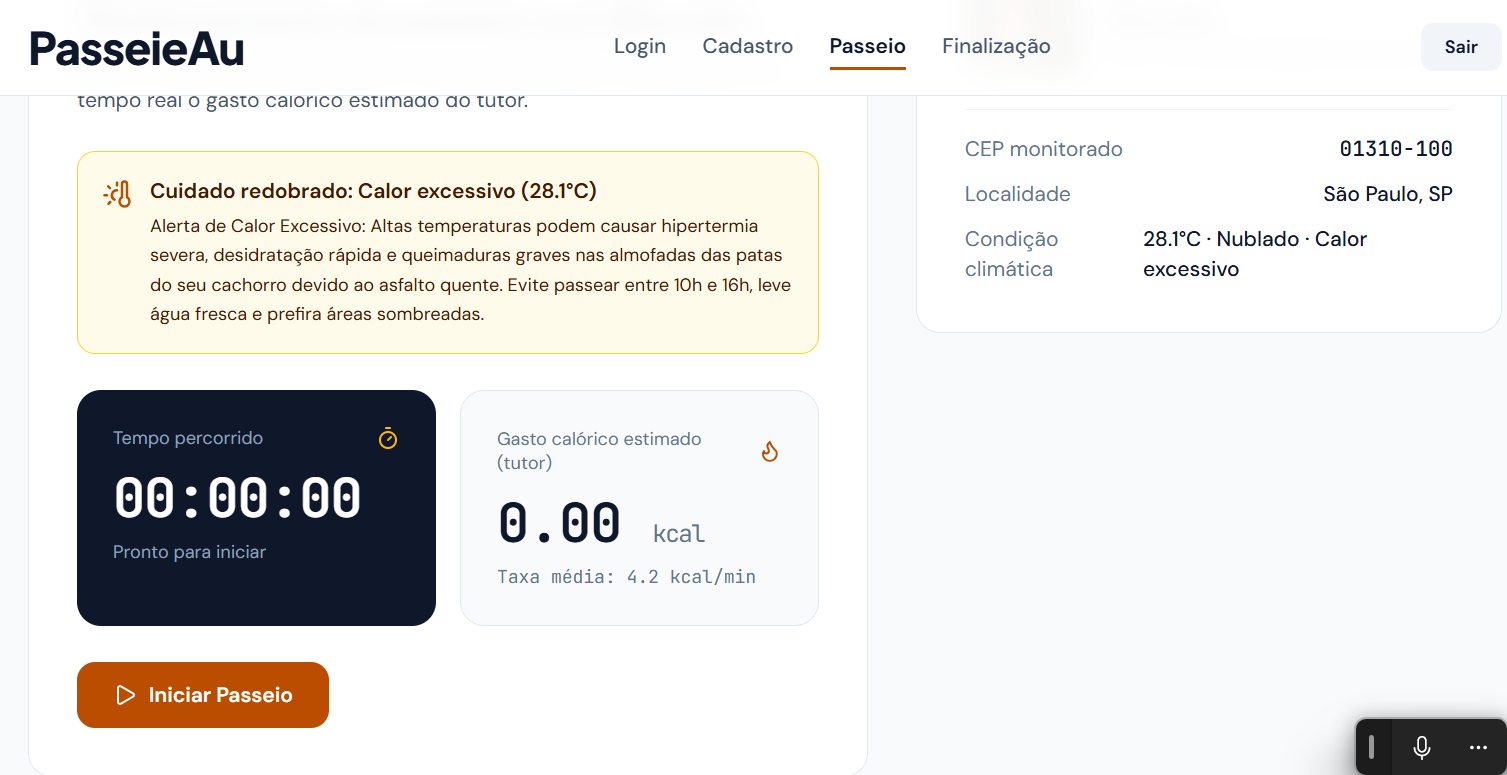 PasseieAu
Login
Cadastro
Passeio
Finalização
Sair
tempo real o gasto calórico estimado do tutor.
Cuidado redobrado: Calor excessivo (28.1°C)
Alerta de Calor Excessivo: Altas temperaturas podem causar hipertermia
severa, desidratação rápida e queimaduras graves nas almofadas das patas
do seu cachorro devido ao asfalto quente. Evite passear entre 10h e 16h, leve
água fresca e prefira áreas sombreadas.
Tempo percorrido
00:00:00
Pronto para iniciar
Gasto calórico estimado
(tutor)
0.00 kcal
Taxa média: 4.2 kcal/min
Iniciar Passeio
CEP monitorado 01310-100
Localidade São Paulo, SP
Condição
climática
28.1°C · Nublado · Calor
excessivo